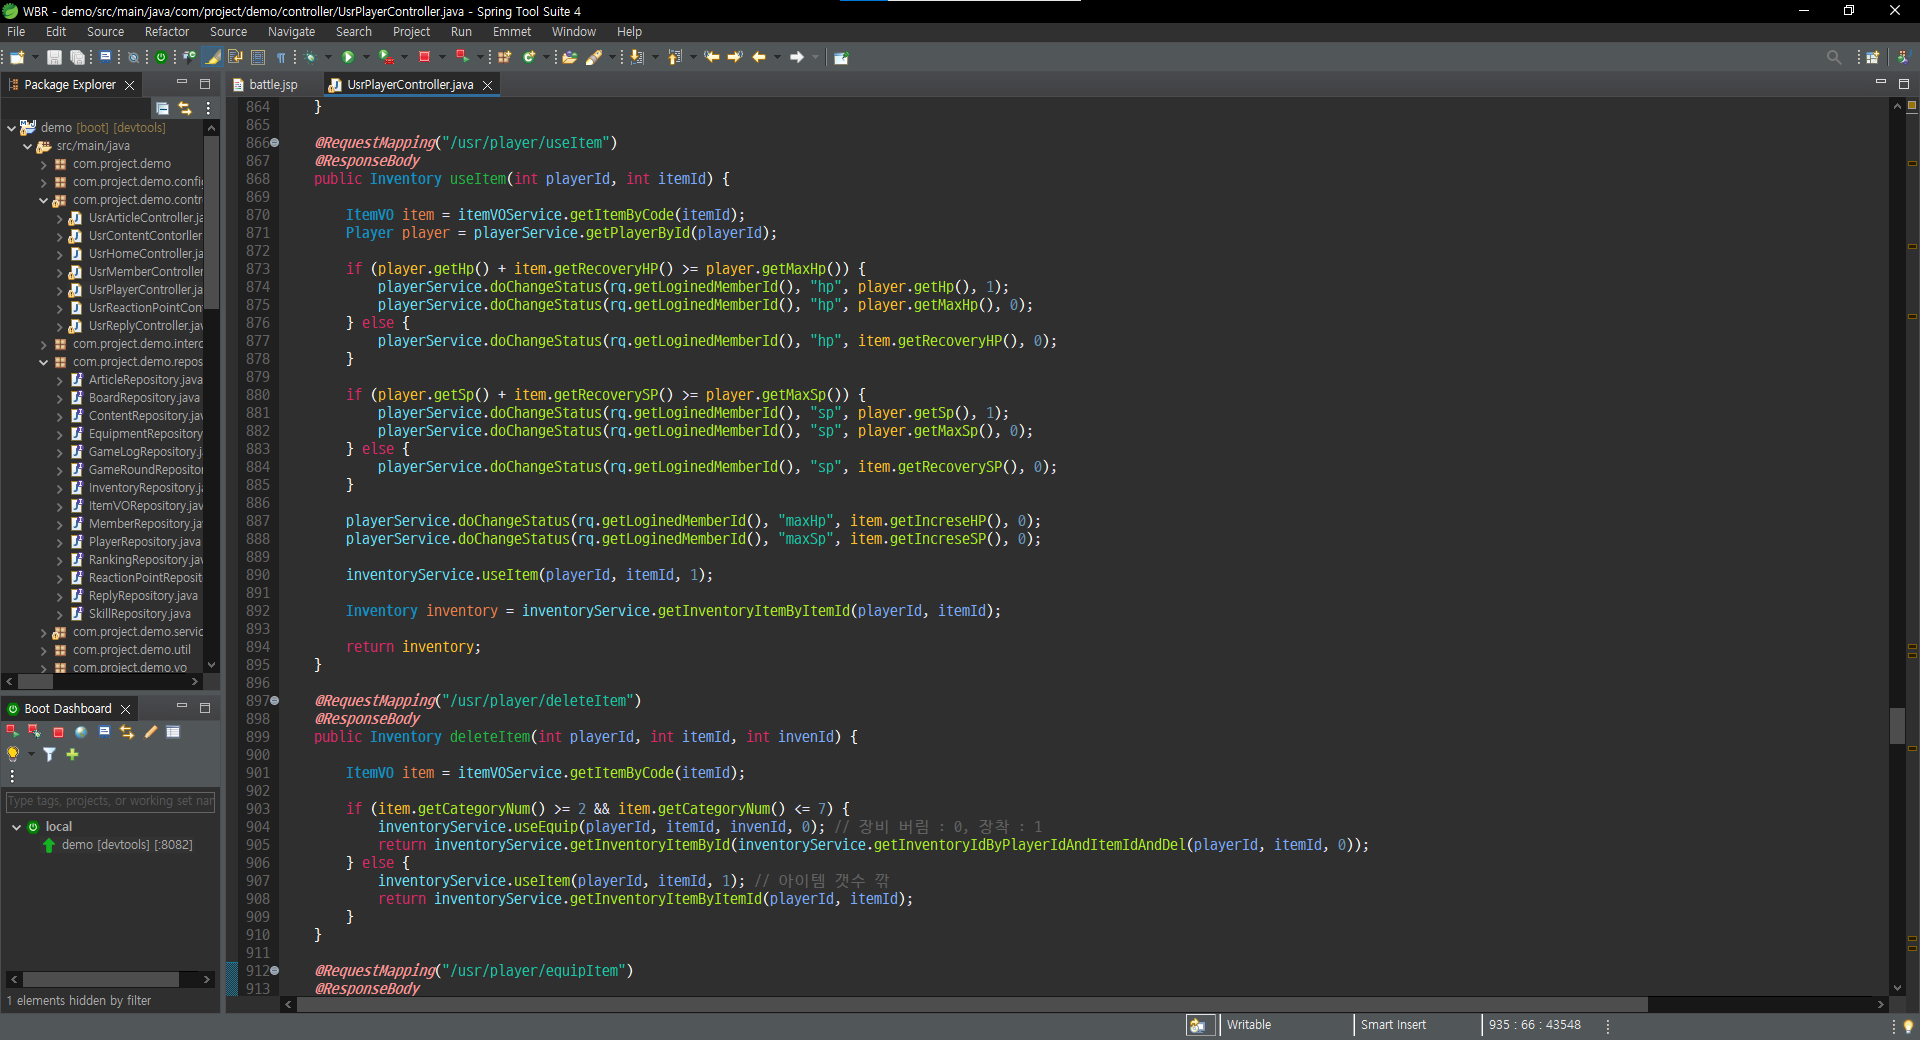 WBR - demo/src/main/java/com/project/demo/controller/UsrPlayerController.java - Spring Tool Suite 4
File Edit Source Refactor Source Navigate Search Project Run Emmet Window Help
Package Explorer
demo [boot] [devtools]
src/main/java
com.project.demo
com.project.demo.confi
com.project.demo.contr
UsrArticleController.ja
UsrContentContorller
UsrHomeController.ja
UsrMemberController
UsrPlayerController.ja
UsrReactionPointCon
UsrReplyController.jav
com.project.demo.interc
com.project.demo.repos
ArticleRepository.java
BoardRepository.java
ContentRepository.jav
EquipmentRepository
GameLogRepository.j
GameRoundRepositor
InventoryRepository.j
ItemVORepository.jav
MemberRepository.ja
PlayerRepository.java
RankingRepository.jav
ReactionPointReposit
ReplyRepository.java
SkillRepository.java
com.project.demo.servic
com.project.demo.util
com.project.demo.vo
Boot Dashboard
Type tags, projects, or working set nar
local
demo [devtools] [:8082]
1 elements hidden by filter
battle.jsp UsrPlayerController.java
864 }
865
866 @RequestMapping("/usr/player/useItem")
867 @ResponseBody
868 public Inventory useItem(int playerId, int itemId) {
869
870 ItemVO item = itemVOService.getItemByCode(itemId);
871 Player player = playerService.getPlayerById(playerId);
872
873 if (player.getHp() + item.getRecoveryHP() >= player.getMaxHp()) {
874 playerService.doChangeStatus(rq.getLoginedMemberId(), "hp", player.getHp(), 1);
875 playerService.doChangeStatus(rq.getLoginedMemberId(), "hp", player.getMaxHp(), 0);
876 } else {
877 playerService.doChangeStatus(rq.getLoginedMemberId(), "hp", item.getRecoveryHP(), 0);
878 }
879
880 if (player.getSp() + item.getRecoverySP() >= player.getMaxSp()) {
881 playerService.doChangeStatus(rq.getLoginedMemberId(), "sp", player.getSp(), 1);
882 playerService.doChangeStatus(rq.getLoginedMemberId(), "sp", player.getMaxSp(), 0);
883 } else {
884 playerService.doChangeStatus(rq.getLoginedMemberId(), "sp", item.getRecoverySP(), 0);
885 }
886
887 playerService.doChangeStatus(rq.getLoginedMemberId(), "maxHp", item.getIncreseHP(), 0);
888 playerService.doChangeStatus(rq.getLoginedMemberId(), "maxSp", item.getIncreseSP(), 0);
889
890 inventoryService.useItem(playerId, itemId, 1);
891
892 Inventory inventory = inventoryService.getInventoryItemByItemId(playerId, itemId);
893
894 return inventory;
895 }
896
897 @RequestMapping("/usr/player/deleteItem")
898 @ResponseBody
899 public Inventory deleteItem(int playerId, int itemId, int invenId) {
900
901 ItemVO item = itemVOService.getItemByCode(itemId);
902
903 if (item.getCategoryNum() >= 2 && item.getCategoryNum() <= 7) {
904 inventoryService.useEquip(playerId, itemId, invenId, 0); // 장비 버림 : 0, 장착 : 1
905 return inventoryService.getInventoryItemById(inventoryService.getInventoryIdByPlayerIdAndItemIdAndDel(playerId, itemId, 0));
906 } else {
907 inventoryService.useItem(playerId, itemId, 1); // 아이템 갯수 깎
908 return inventoryService.getInventoryItemByItemId(playerId, itemId);
909 }
910 }
911
912 @RequestMapping("/usr/player/equipItem")
913 @ResponseBody
Writable Smart Insert 935 : 66 : 43548